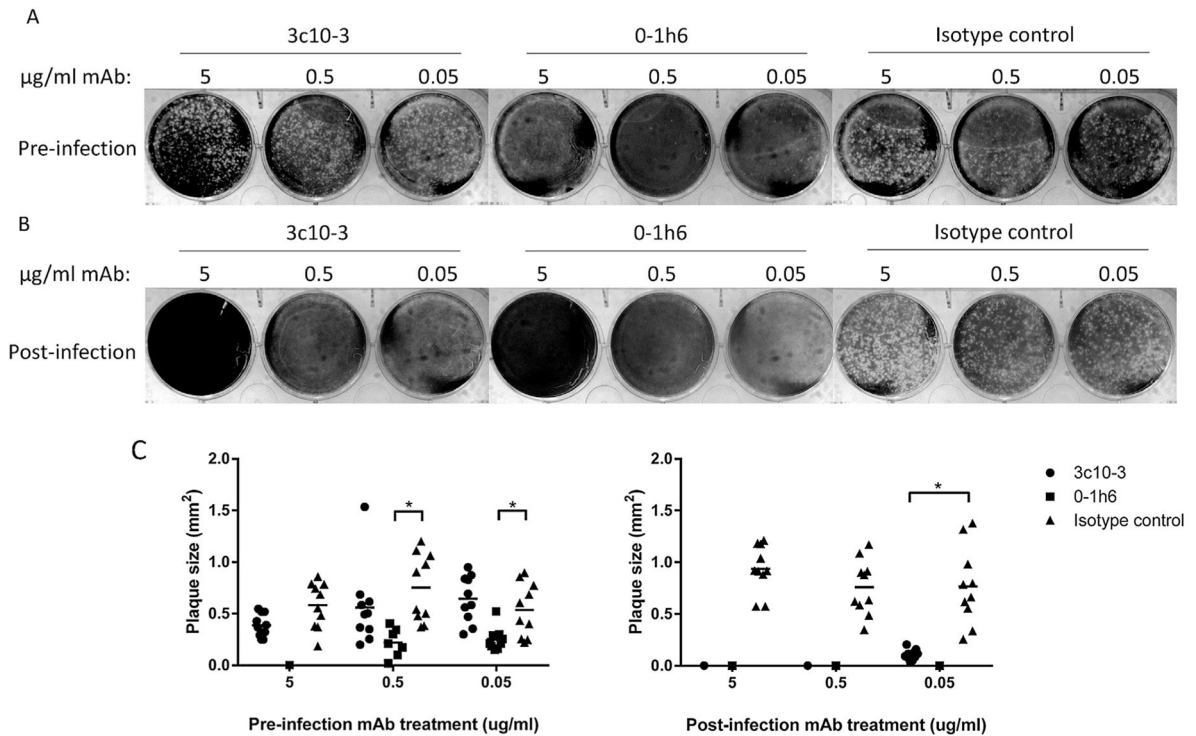 A
3c10-3 0-1h6 Isotype control
µg/ml mAb: 5 0.5 0.05 5 0.5 0.05 5 0.5 0.05
Pre-infection
B
3c10-3 0-1h6 Isotype control
µg/ml mAb: 5 0.5 0.05 5 0.5 0.05 5 0.5 0.05
Post-infection
C
Plaque size (mm²)
2.0
1.5
1.0
0.5
0.0
* *
5 0.5 0.05
Pre-infection mAb treatment (ug/ml)
Plaque size (mm²)
2.0
1.5
1.0
0.5
0.0
*
5 0.5 0.05
Post-infection mAb treatment (ug/ml)
3c10-3
0-1h6
Isotype control